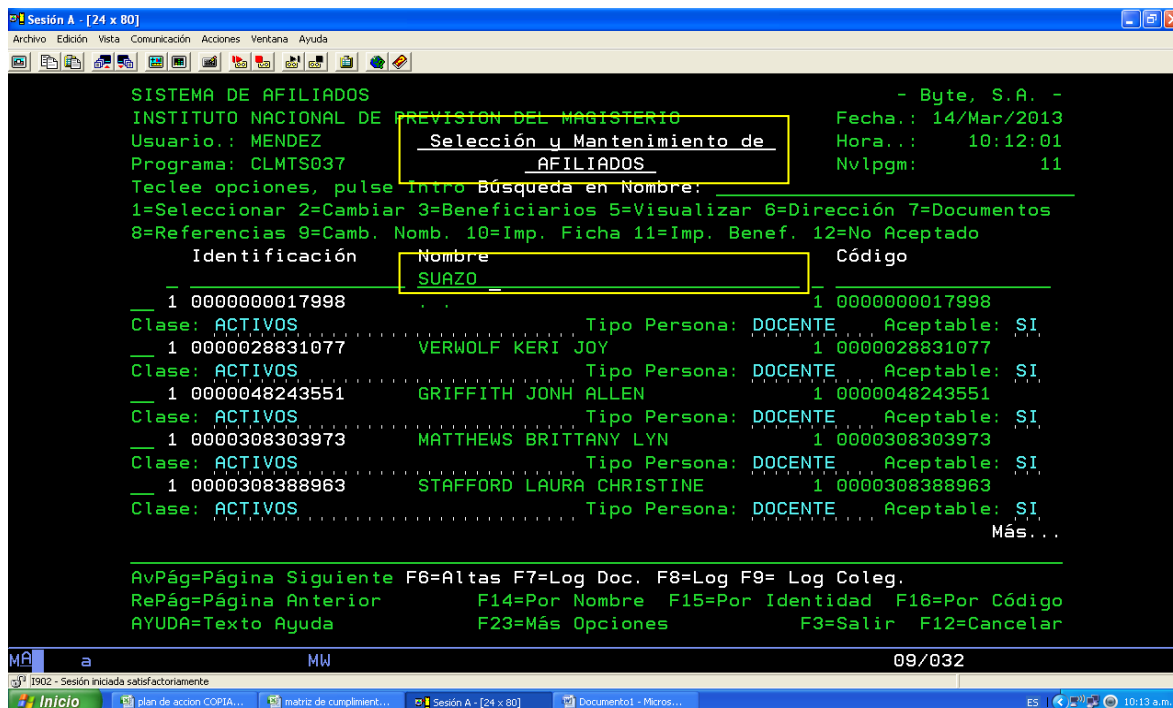 Sesión A - [24 x 80]
Archivo Edición Vista Comunicación Acciones Ventana Ayuda
SISTEMA DE AFILIADOS - Byte, S.A. -
INSTITUTO NACIONAL DE PREVISION DEL MAGISTERIO Fecha.: 14/Mar/2013
Usuario.: MENDEZ Selección y Mantenimiento de Hora..: 10:12:01
Programa: CLMTS037 AFILIADOS Nvlpgm: 11
Teclee opciones, pulse Intro Búsqueda en Nombre:
1=Seleccionar 2=Cambiar 3=Beneficiarios 5=Visualizar 6=Dirección 7=Documentos
8=Referencias 9=Camb. Nomb. 10=Imp. Ficha 11=Imp. Benef. 12=No Aceptado
Identificación Nombre Código
SUAZO
1 0000000017998 . . 1 0000000017998
Clase: ACTIVOS Tipo Persona: DOCENTE Aceptable: SI
1 0000028831077 VERWOLF KERI JOY 1 0000028831077
Clase: ACTIVOS Tipo Persona: DOCENTE Aceptable: SI
1 0000048243551 GRIFFITH JONH ALLEN 1 0000048243551
Clase: ACTIVOS Tipo Persona: DOCENTE Aceptable: SI
1 0000308303973 MATTHEWS BRITTANY LYN 1 0000308303973
Clase: ACTIVOS Tipo Persona: DOCENTE Aceptable: SI
1 0000308388963 STAFFORD LAURA CHRISTINE 1 0000308388963
Clase: ACTIVOS Tipo Persona: DOCENTE Aceptable: SI
Más...
AvPág=Página Siguiente F6=Altas F7=Log Doc. F8=Log F9= Log Coleg.
RePág=Página Anterior F14=Por Nombre F15=Por Identidad F16=Por Código
AYUDA=Texto Ayuda F23=Más Opciones F3=Salir F12=Cancelar
MA a MW 09/032
I902 - Sesión iniciada satisfactoriamente
Inicio plan de accion COPIA... matriz de cumplimient... Sesión A - [24 x 80] Documento1 - Micros... ES 10:13 a.m.